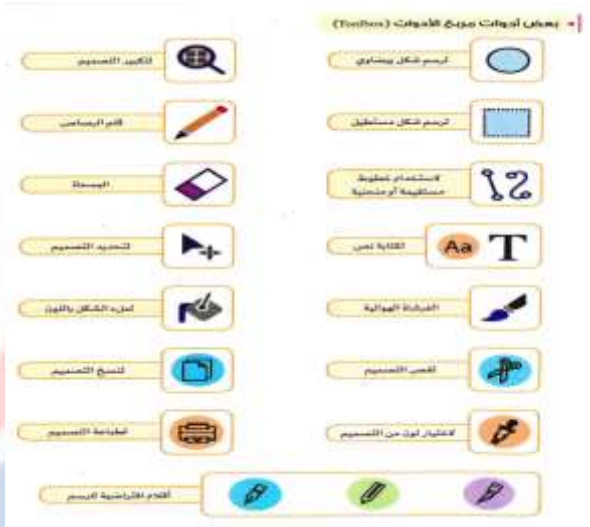 بعض أدوات مربع الأدوات (Toolbox)
لرسم شكل بيضاوي
لتكبير التصميم
لرسم شكل مستطيل
قلم الرصاص
لاستخدام خطوط
مستقيمة أو منحنية
الممحاة
لكتابة نص
Aa T
لتحديد التصميم
الفرشاة الهوائية
لملء الشكل باللون
لقص التصميم
لنسخ التصميم
لاختيار لون من التصميم
لطباعة التصميم
أقلام افتراضية للرسم